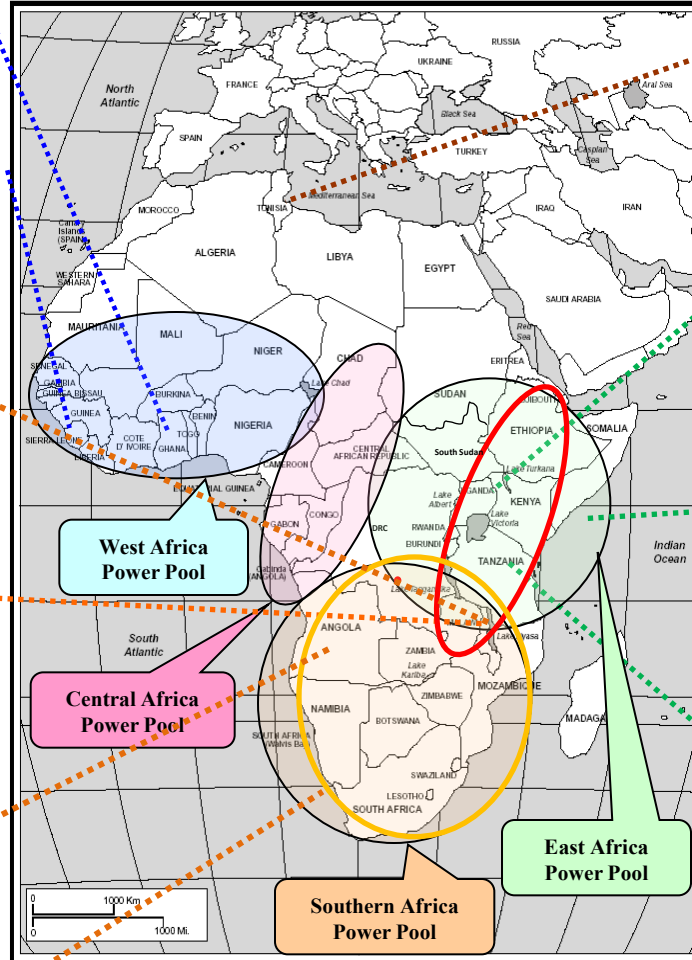 RUSSIA
UKRAINE
North
Atlantic
FRANCE
Aral Sea
Black Sea
SPAIN
TURKEY
Caspian
Sea
Mediterranean Sea
TUNISIA
MOROCCO
IRAQ
IRAN
Canary
Islands
(SPAIN)
ALGERIA
LIBYA
EGYPT
WESTERN
SAHARA
SAUDI ARABIA
Red
Sea
MAURITANIA
MALI
NIGER
CHAD
ERITREA
SENEGAL
Lake Chad
SUDAN
DJIBOUTI
GAMBIA
GUINEA BISSAU
BURKINA
GUINEA
BENIN
NIGERIA
ETHIOPIA
SOMALIA
SIERRA LEONE
COTE
D'IVOIRE
GHANA
TOGO
LIBERIA
CENTRAL
AFRICAN REPUBLIC
South Sudan
CAMEROON
Lake Turkana
EQUATORIAL GUINEA
UGANDA
KENYA
Lake
Albert
CONGO
GABON
DRC
RWANDA
Lake
Victoria
BURUNDI
West Africa
Power Pool
Indian
Ocean
TANZANIA
Cabinda
(ANGOLA)
Lake Tanganyika
ANGOLA
South
Atlantic
Lake Nyasa
ZAMBIA
Lake
Kariba
MOZAMBIQUE
ZIMBABWE
Central Africa
Power Pool
NAMIBIA
BOTSWANA
MADAGA
SOUTH AFRICA
(Walvis Bay)
SWAZILAND
LESOTHO
SOUTH AFRICA
East Africa
Power Pool
Southern Africa
Power Pool
0 1000 Km
0 1000 Mi.